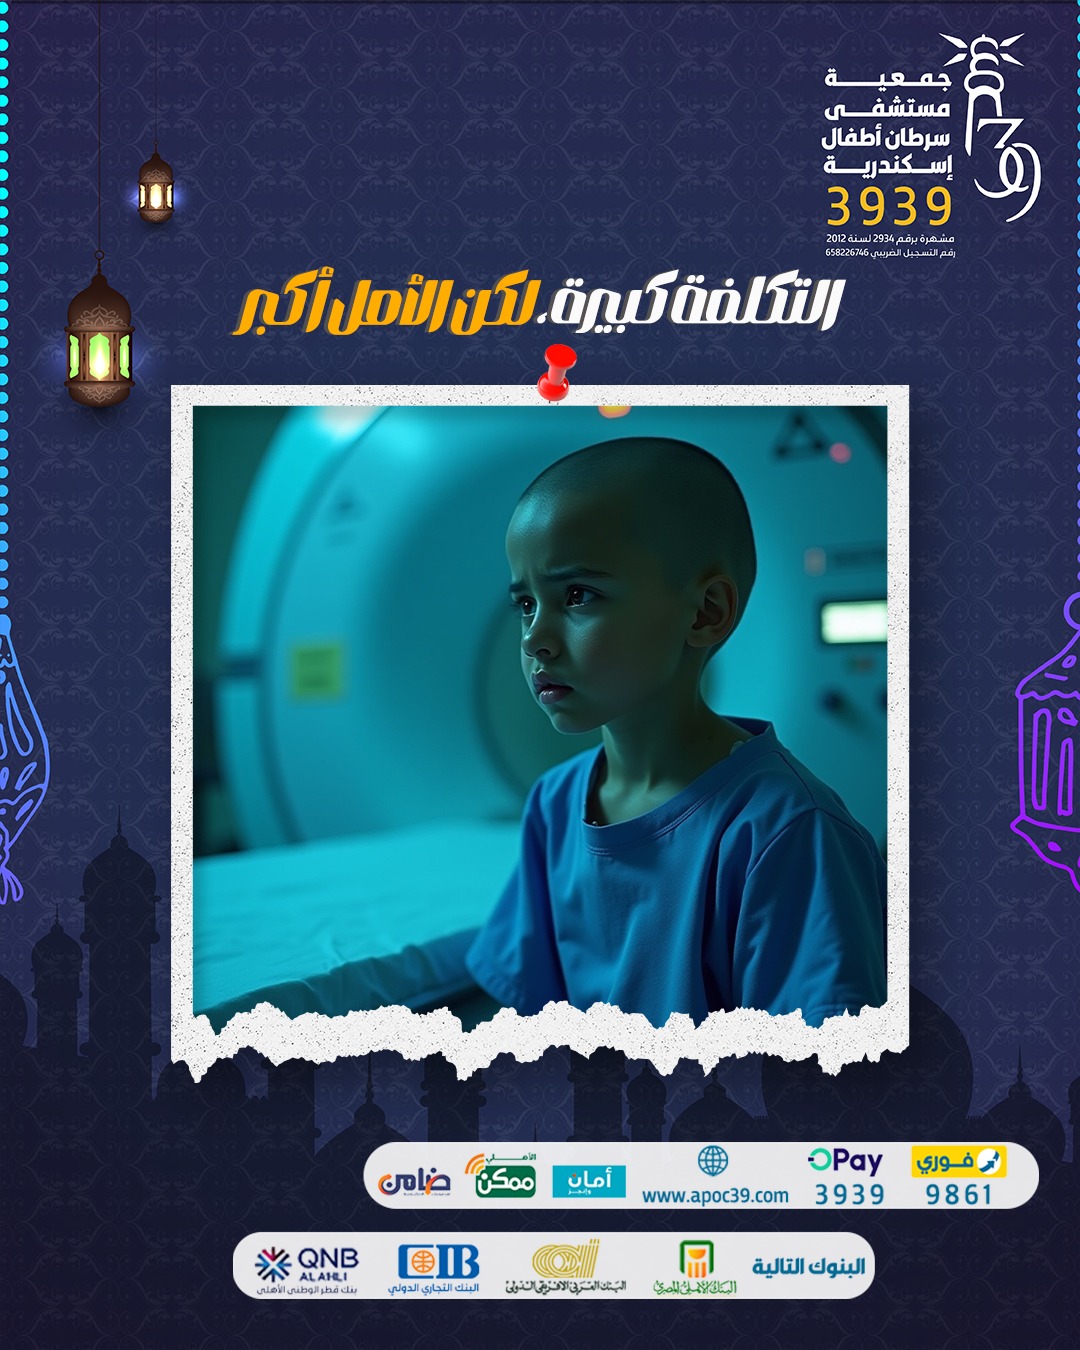 جمعية
مستشفى
سرطان أطفال
إسكندرية
3939
مشهرة برقم 2934 لسنة 2012
رقم التسجيل الضريبي 658226746
التكلفة كبيرة، لكن الأمل أكبر
فوري
9861
OPay
3939
www.apoc39.com
أمان
الأهلي
ممكن
ضامن
البنوك التالية
البنك الأهلي المصري
البنك العربي الأفريقي الدولي
CIB
البنك التجاري الدولي
QNB
ALAHLI
بنك قطر الوطني الأهلي